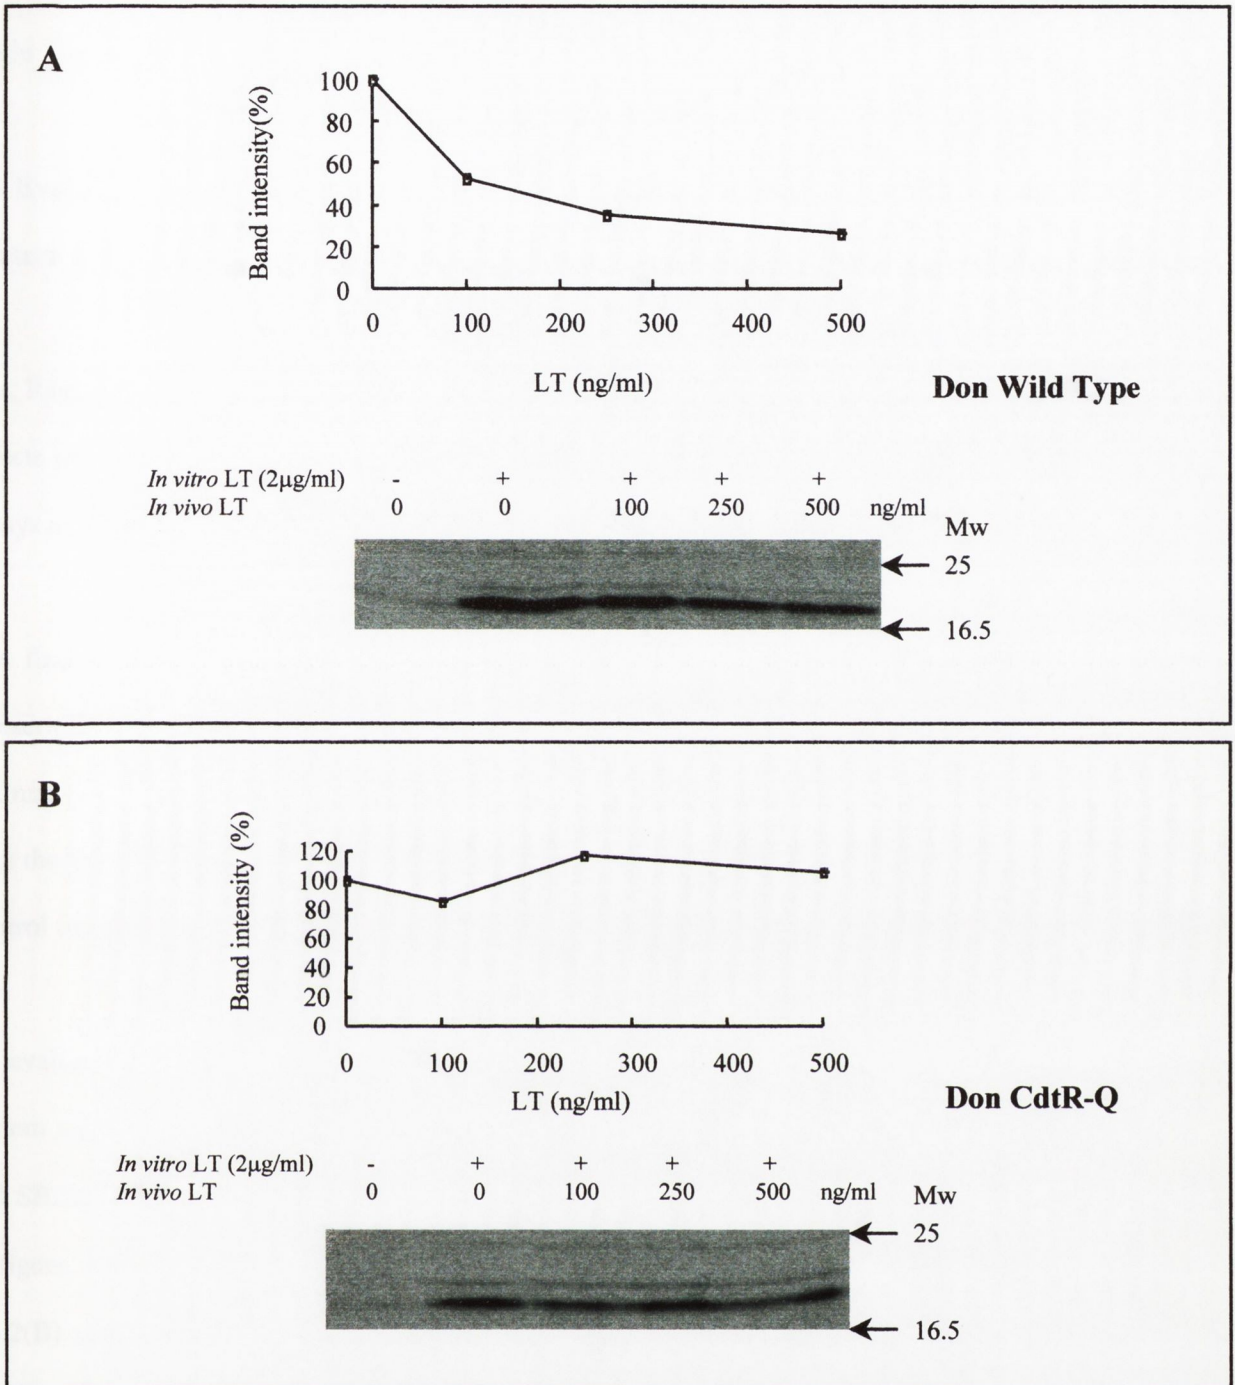 A
Band intensity(%)
100
80
60
40
20
0
0 100 200 300 400 500
LT (ng/ml)
Don Wild Type
In vitro LT (2μg/ml) - + + + +
In vivo LT 0 0 100 250 500 ng/ml
Mw
25
16.5
B
Band intensity (%)
120
100
80
60
40
20
0
0 100 200 300 400 500
LT (ng/ml)
Don CdtR-Q
In vitro LT (2μg/ml) - + + + +
In vivo LT 0 0 100 250 500 ng/ml Mw
25
16.5